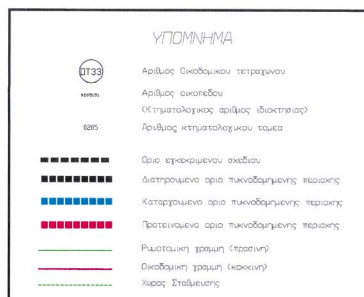 ΥΠΟΜΝΗΜΑ
ΟΤ33 Αριθμος Οικοδομικου τετραγωνου
Αριθμος οικοπεδου
(Κτηματολογικος αριθμος ιδιοκτησιας)
0205 Αριθμος κτηματολογικου τομεα
Οριο εγκεκριμενου σχεδιου
Διατηρουμενο οριο πυκνοδομημενης περιοχης
Καταργουμενο οριο πυκνοδομημενης περιοχης
Προτεινομενο οριο πυκνοδομημενης περιοχης
Ρυμοτομικη γραμμη (πρασινη)
Οικοδομικη γραμμη (κοκκινη)
Χωρος Σταθμευσης